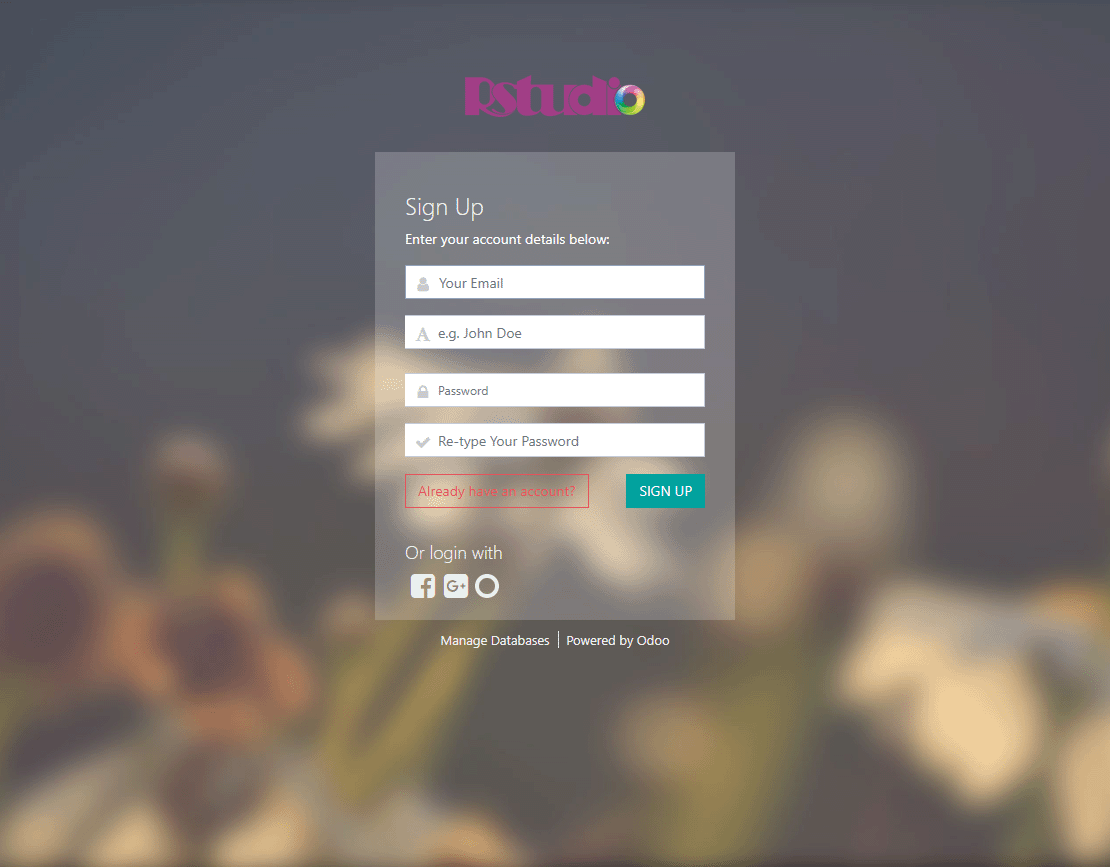 Rstudio
Sign Up
Enter your account details below:
Your Email
e.g. John Doe
Password
Re-type Your Password
Already have an account? SIGN UP
Or login with
G+
Manage Databases | Powered by Odoo